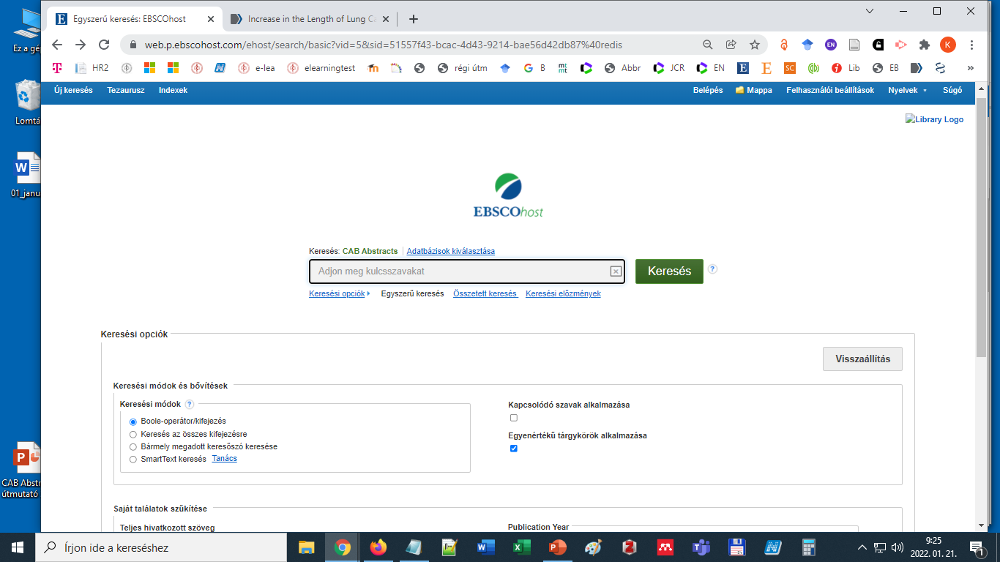 Egyszerű keresés: EBSCOhost
Increase in the Length of Lung Ca
web.p.ebscohost.com/ehost/search/basic?vid=5&sid=51557f43-bcac-4d43-9214-bae56d42db87%40redis
HR2 e-lea elearningtest régi útm G B mt mt Abbr JCR EN E E SC Lib EB
Új keresés Tezaurusz Indexek Belépés Mappa Felhasználói beállítások Nyelvek Súgó
Library Logo
EBSCOhost
Keresés: CAB Abstracts Adatbázisok kiválasztása
Adjon meg kulcsszavakat Keresés ?
Keresési opciók Egyszerű keresés Összetett keresés Keresési előzmények
Keresési opciók
Visszaállítás
Keresési módok és bővítések
Keresési módok ?
Boole-operátor/kifejezés
Keresés az összes kifejezésre
Bármely megadott keresőszó keresése
SmartText keresés Tanács
Kapcsolódó szavak alkalmazása
Egyenértékű tárgykörök alkalmazása
Saját találatok szűkítése
Teljes hivatkozott szöveg
Publication Year
Ez a gé
Lomtá
01_janu
CAB Abstr
útmutató
Írjon ide a kereséshez
9:25
2022. 01. 21.
1